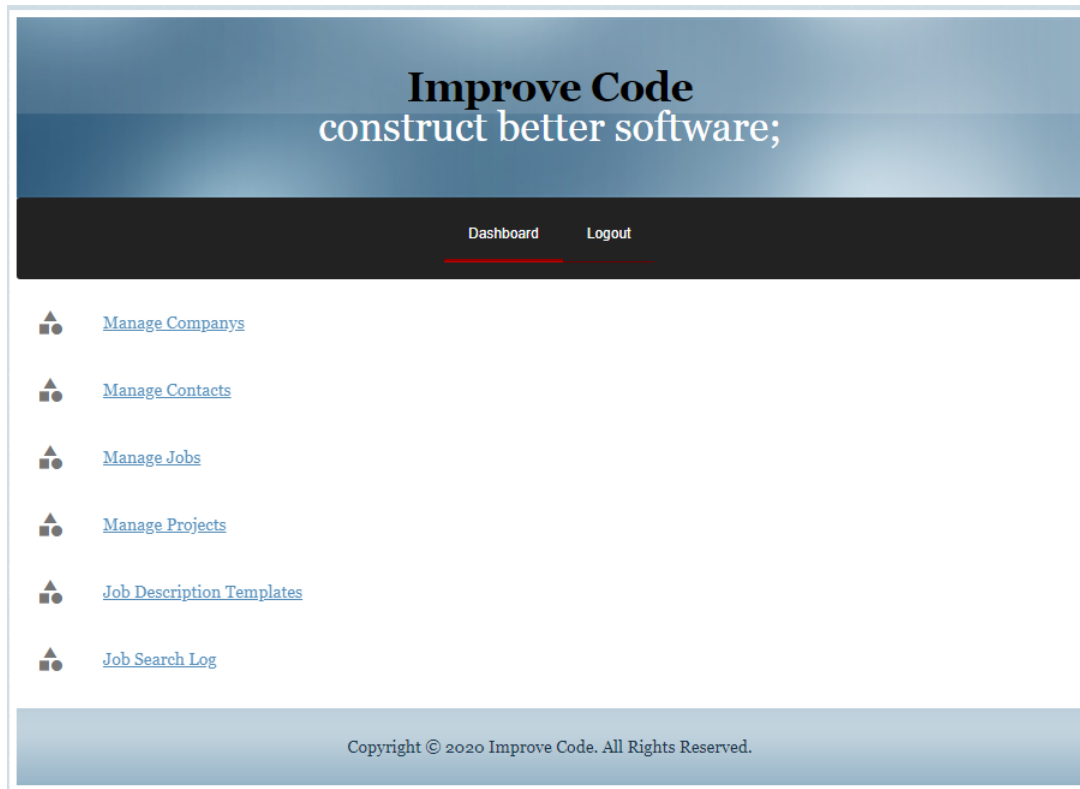 Improve Code
construct better software;
Dashboard Logout
Manage Companys
Manage Contacts
Manage Jobs
Manage Projects
Job Description Templates
Job Search Log
Copyright © 2020 Improve Code. All Rights Reserved.